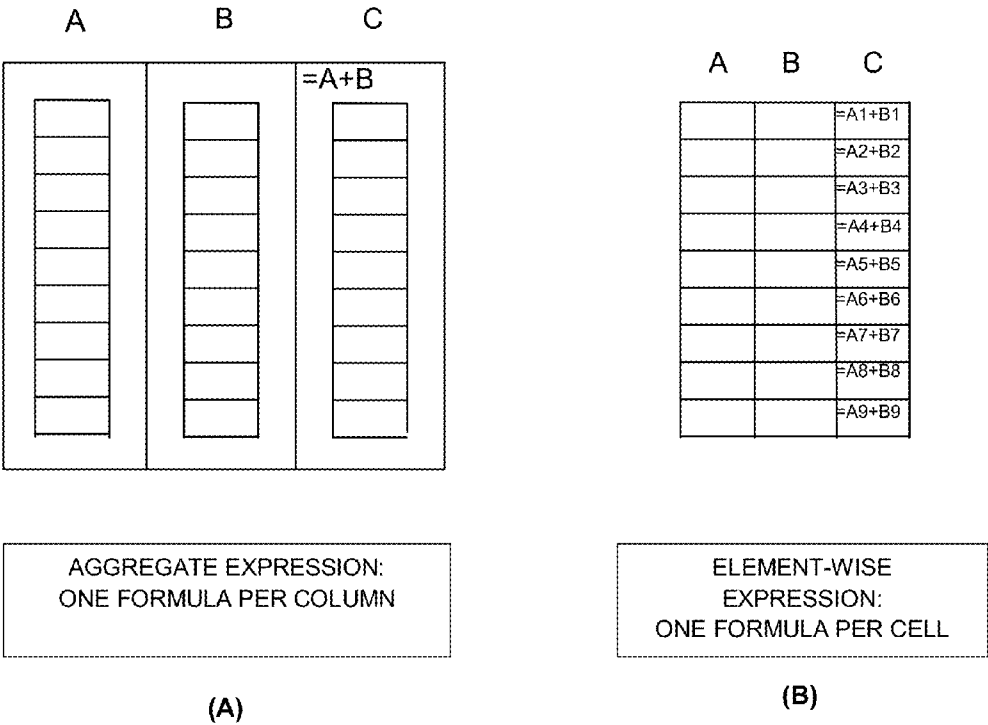 A B C
=A+B
AGGREGATE EXPRESSION:
ONE FORMULA PER COLUMN
(A)
A B C
=A1+B1
=A2+B2
=A3+B3
=A4+B4
=A5+B5
=A6+B6
=A7+B7
=A8+B8
=A9+B9
ELEMENT-WISE
EXPRESSION:
ONE FORMULA PER CELL
(B)